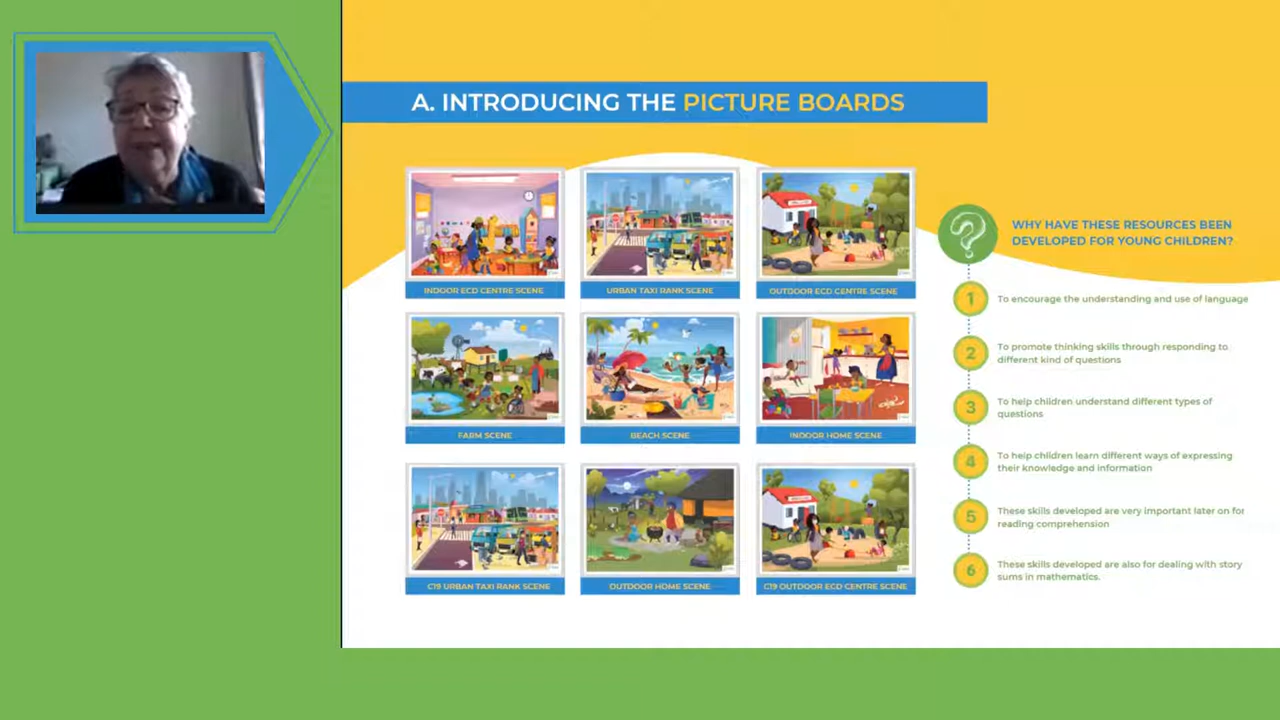 A. INTRODUCING THE PICTURE BOARDS
INDOOR ECD CENTRE SCENE
URBAN TAXI RANK SCENE
OUTDOOR ECD CENTRE SCENE
FARM SCENE
BEACH SCENE
INDOOR HOME SCENE
C19 URBAN TAXI RANK SCENE
OUTDOOR HOME SCENE
C19 OUTDOOR ECD CENTRE SCENE
?
WHY HAVE THESE RESOURCES BEEN
DEVELOPED FOR YOUNG CHILDREN?
1
To encourage the understanding and use of language
2
To promote thinking skills through responding to
different kind of questions
3
To help children understand different types of
questions
4
To help children learn different ways of expressing
their knowledge and information
5
These skills developed are very important later on for
reading comprehension
6
These skills developed are also for dealing with story
sums in mathematics.